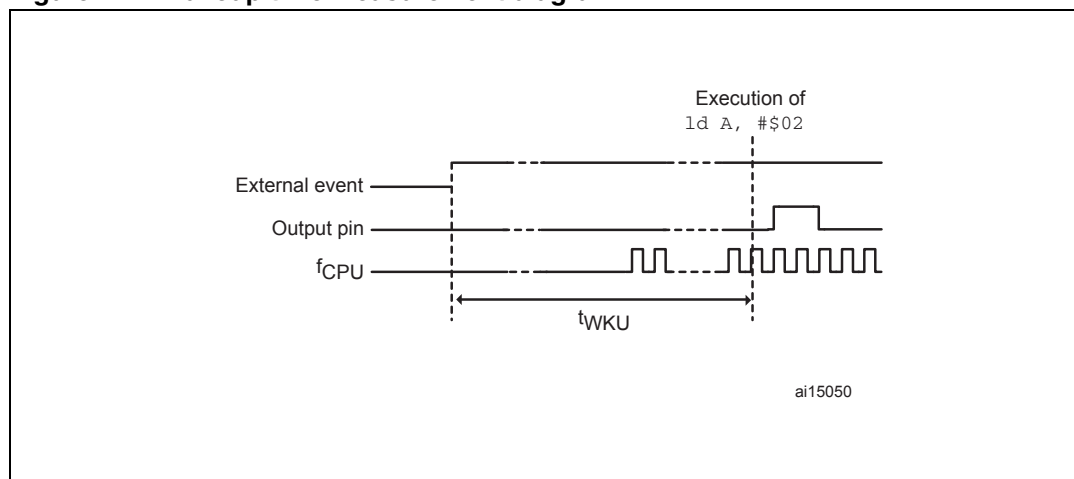 Execution of
ld A, #$02
External event
Output pin
fCPU
tWKU
ai15050